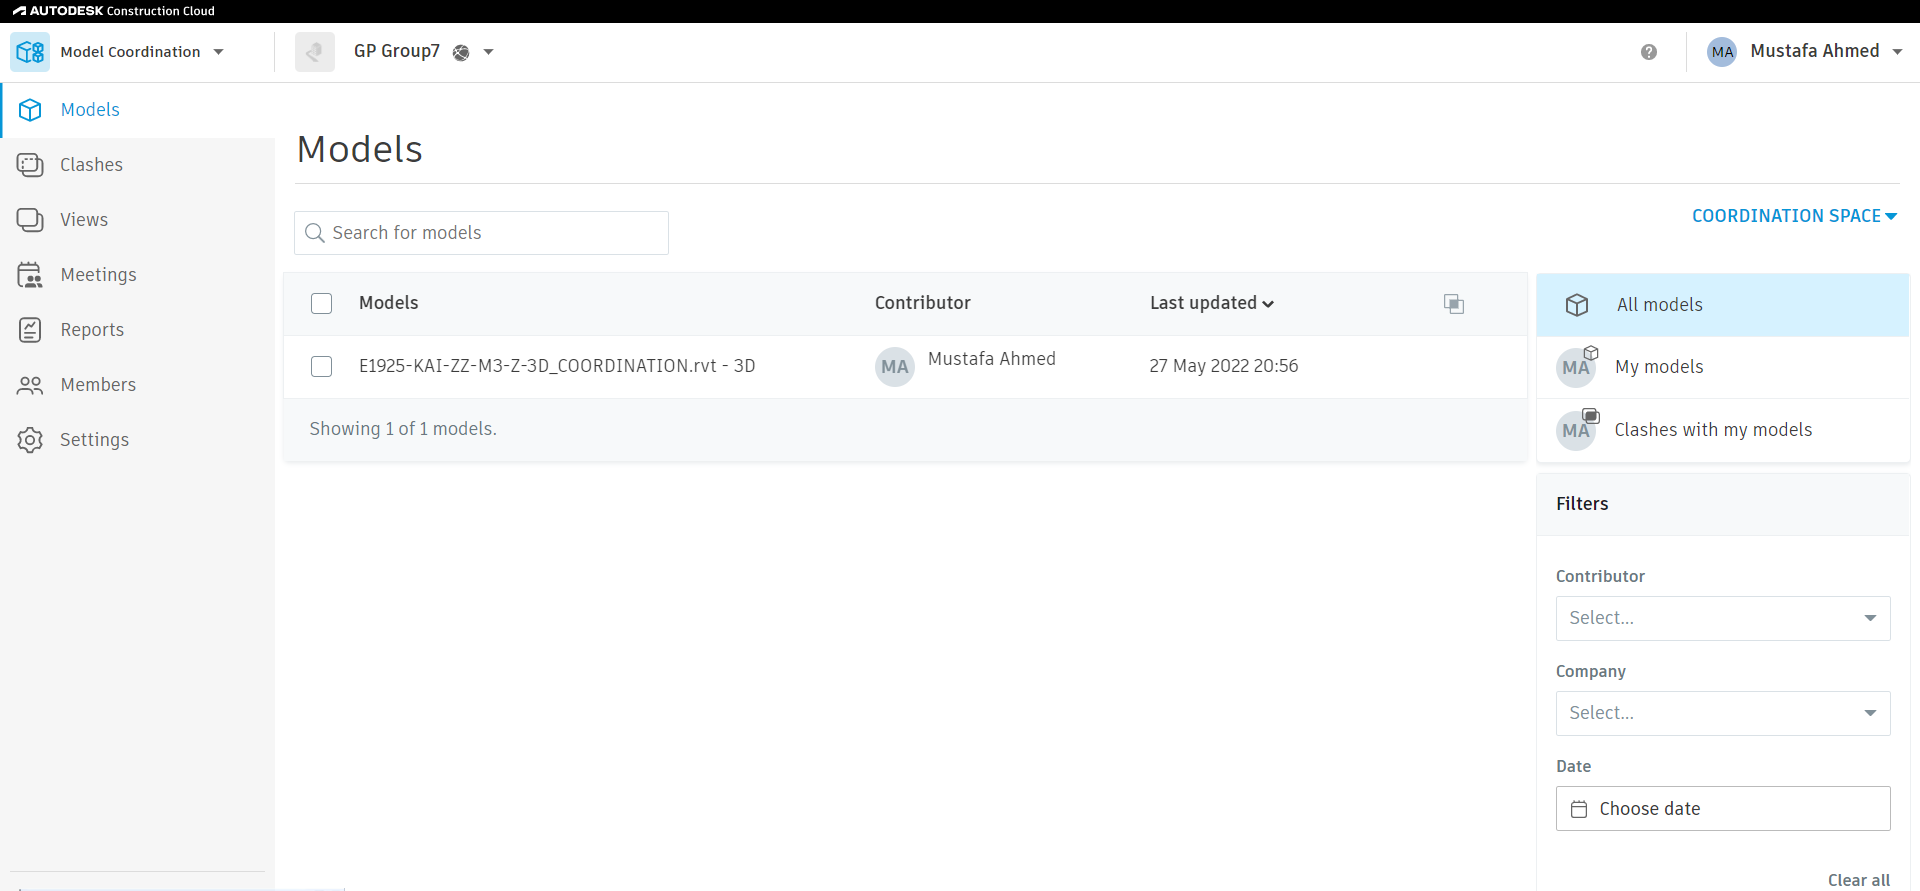 AUTODESK Construction Cloud
Model Coordination
GP Group7
MA
Mustafa Ahmed
Models
Clashes
Views
Meetings
Reports
Members
Settings
Models
Search for models
COORDINATION SPACE
Models Contributor Last updated
E1925-KAI-ZZ-M3-Z-3D_COORDINATION.rvt - 3D MA Mustafa Ahmed 27 May 2022 20:56
Showing 1 of 1 models.
All models
MA My models
MA Clashes with my models
Filters
Contributor
Select...
Company
Select...
Date
Choose date
Clear all